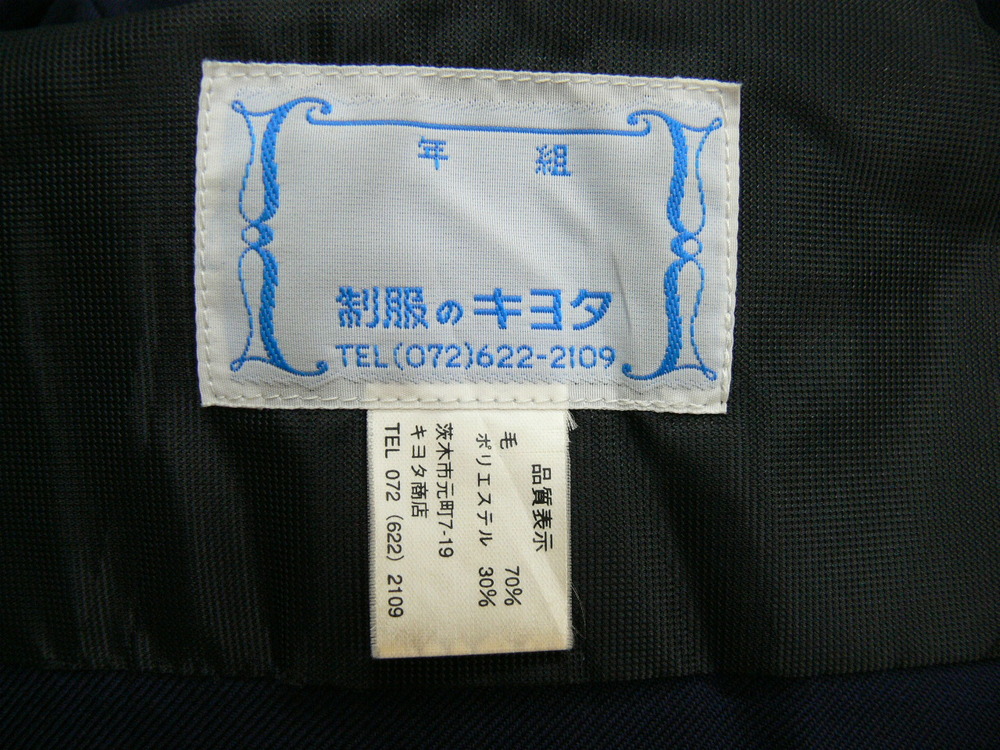 年 組
制服のキヨタ
TEL(072)622-2109
品質表示
毛 70%
ポリエステル 30%
茨木市元町7-19
キヨタ商店
TEL 072 (622) 2109